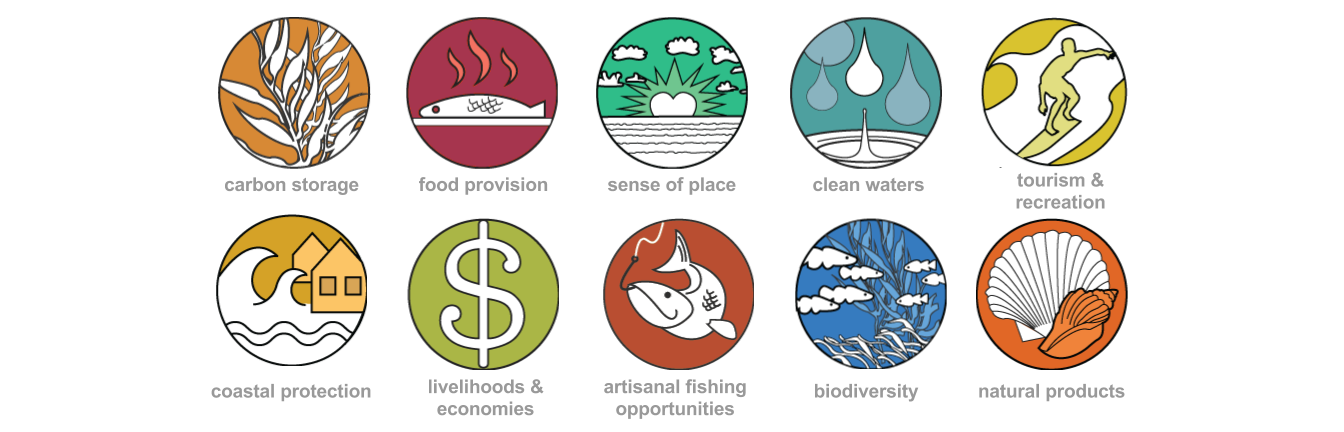 carbon storage
food provision
sense of place
clean waters
tourism &
recreation
coastal protection
livelihoods &
economies
artisanal fishing
opportunities
biodiversity
natural products